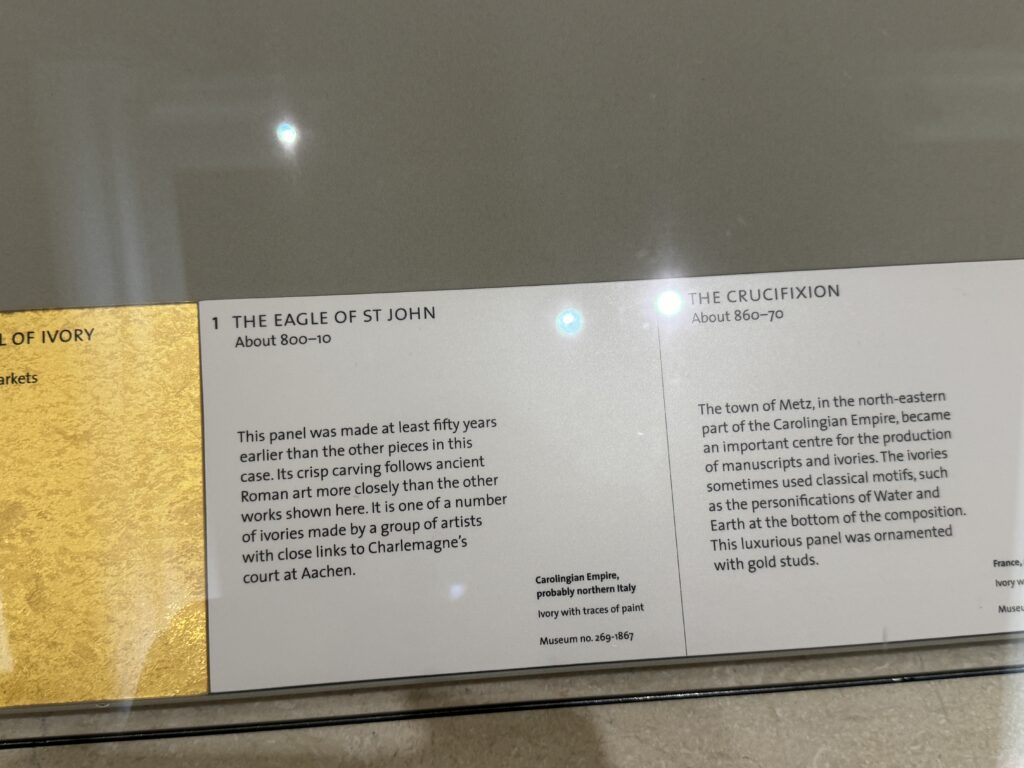 L OF IVORY
arkets
1 THE EAGLE OF ST JOHN
About 800–10
This panel was made at least fifty years
earlier than the other pieces in this
case. Its crisp carving follows ancient
Roman art more closely than the other
works shown here. It is one of a number
of ivories made by a group of artists
with close links to Charlemagne's
court at Aachen.
Carolingian Empire,
probably northern Italy
Ivory with traces of paint
Museum no. 269-1867
THE CRUCIFIXION
About 860–70
The town of Metz, in the north-eastern
part of the Carolingian Empire, became
an important centre for the production
of manuscripts and ivories. The ivories
sometimes used classical motifs, such
as the personifications of Water and
Earth at the bottom of the composition.
This luxurious panel was ornamented
with gold studs.
France,
Ivory w
Museu